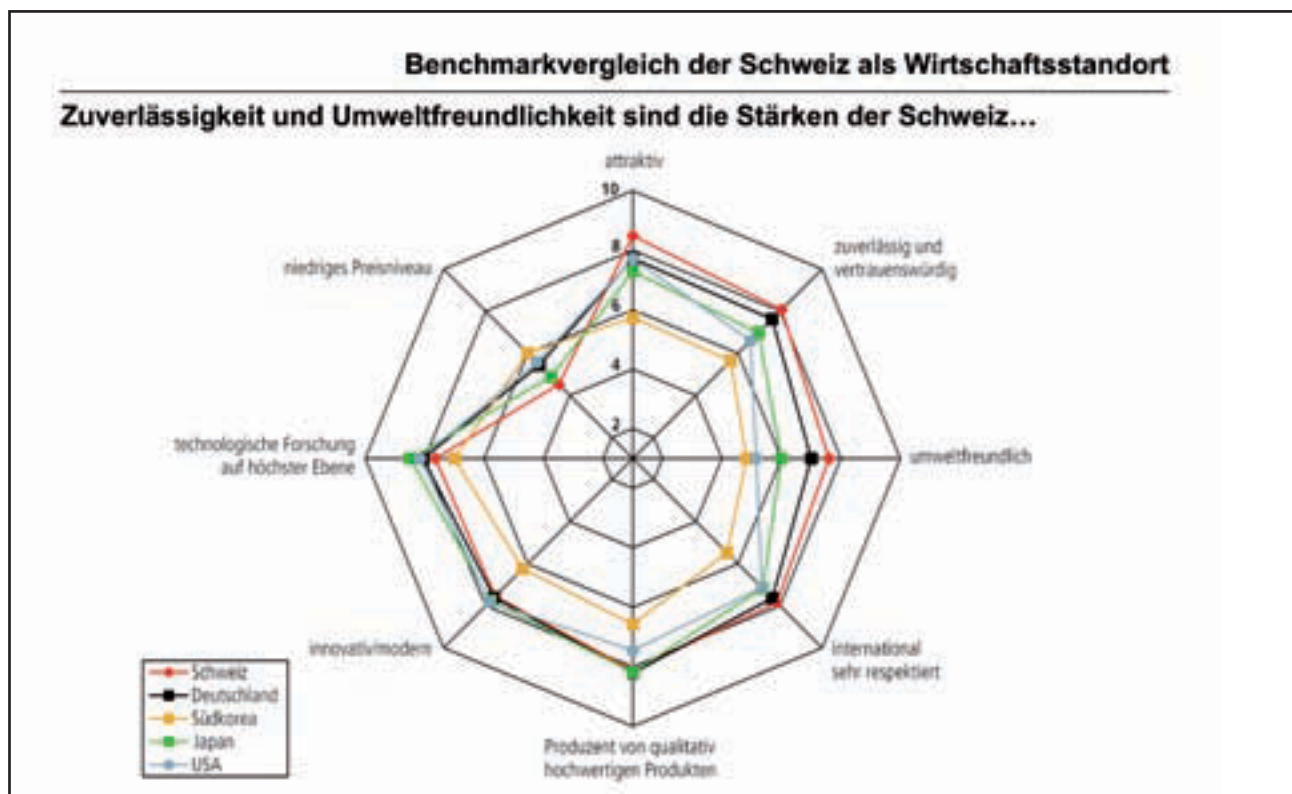 Benchmarkvergleich der Schweiz als Wirtschaftsstandort
Zuverlässigkeit und Umweltfreundlichkeit sind die Stärken der Schweiz...
attraktiv
10
8
6
4
2
zuverlässig und
vertrauenswürdig
umweltfreundlich
International
sehr respektiert
Produzent von qualitativ
hochwertigen Produkten
innovativ/modern
technologische Forschung
auf höchster Ebene
niedriges Preisniveau
Schweiz
Deutschland
Südkorea
Japan
USA